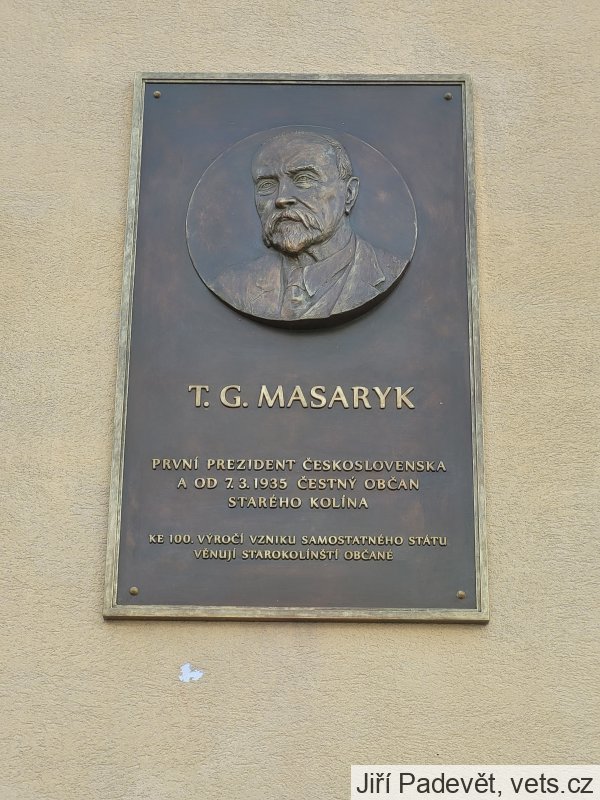 T. G. MASARYK
PRVNÍ PREZIDENT ČESKOSLOVENSKA
A OD 7. 3. 1935 ČESTNÝ OBČAN
STARÉHO KOLÍNA
KE 100. VÝROČÍ VZNIKU SAMOSTATNÉHO STÁTU
VĚNUJÍ STAROKOLÍNŠTÍ OBČANÉ
Jiří Padevět, vets.cz